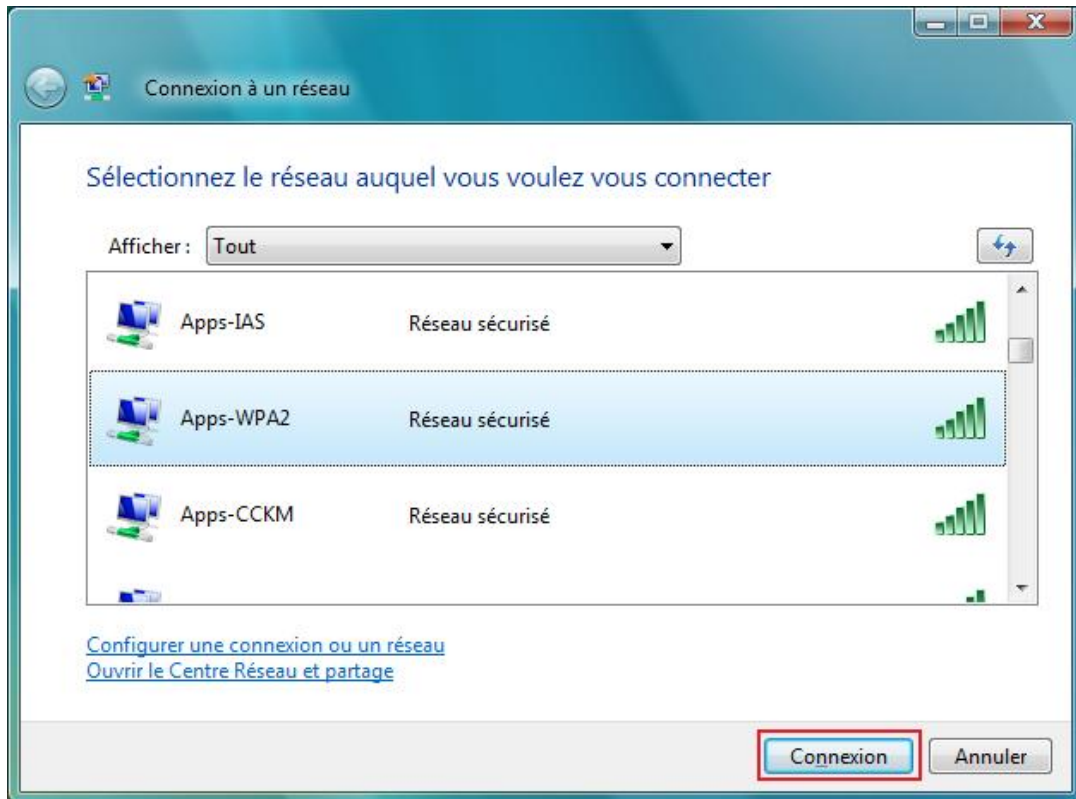 Connexion à un réseau
Sélectionnez le réseau auquel vous voulez vous connecter
Afficher : Tout
Apps-IAS Réseau sécurisé
Apps-WPA2 Réseau sécurisé
Apps-CCKM Réseau sécurisé
Configurer une connexion ou un réseau
Ouvrir le Centre Réseau et partage
Connexion Annuler